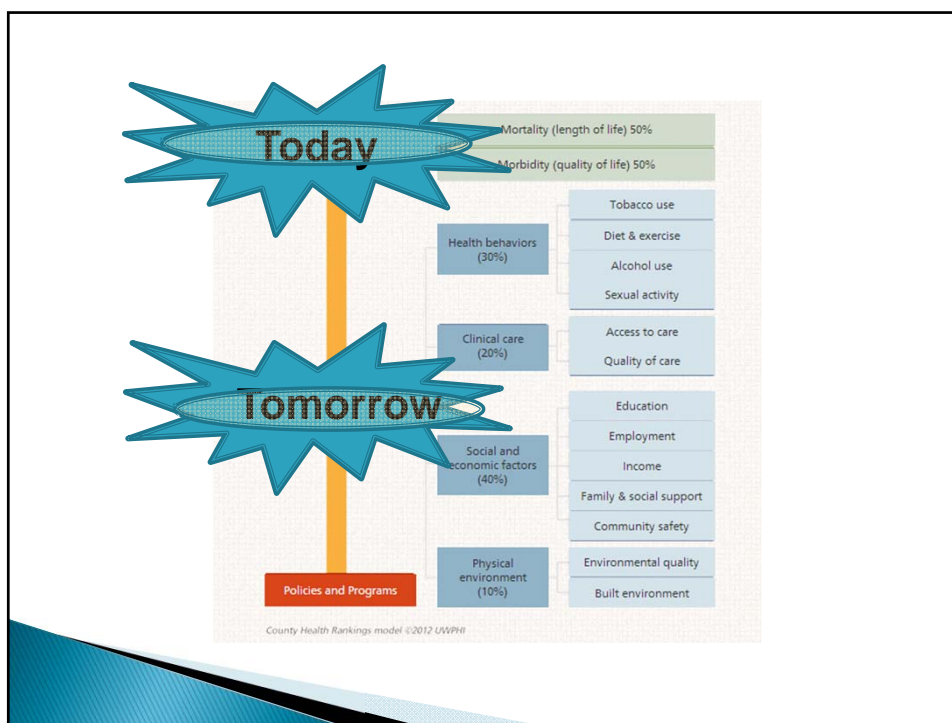 Today
Mortality (length of life) 50%
Morbidity (quality of life) 50%
Health behaviors
(30%)
Tobacco use
Diet & exercise
Alcohol use
Sexual activity
Clinical care
(20%)
Access to care
Quality of care
Tomorrow
Social and
economic factors
(40%)
Education
Employment
Income
Family & social support
Community safety
Physical
environment
(10%)
Environmental quality
Built environment
Policies and Programs
County Health Rankings model ©2012 UWPHI